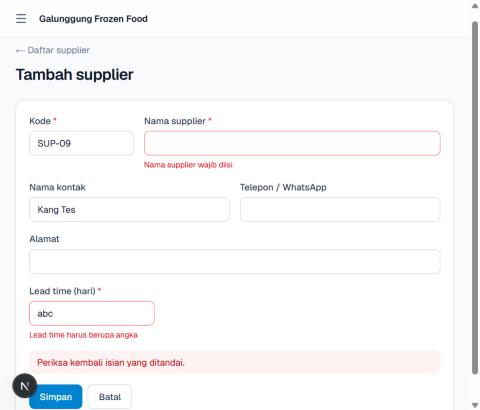 Galunggung Frozen Food
← Daftar supplier
Tambah supplier
Kode * Nama supplier *
SUP-09
Nama supplier wajib diisi
Nama kontak Telepon / WhatsApp
Kang Tes
Alamat
Lead time (hari) *
abc
Lead time harus berupa angka
Periksa kembali isian yang ditandai.
N Simpan Batal